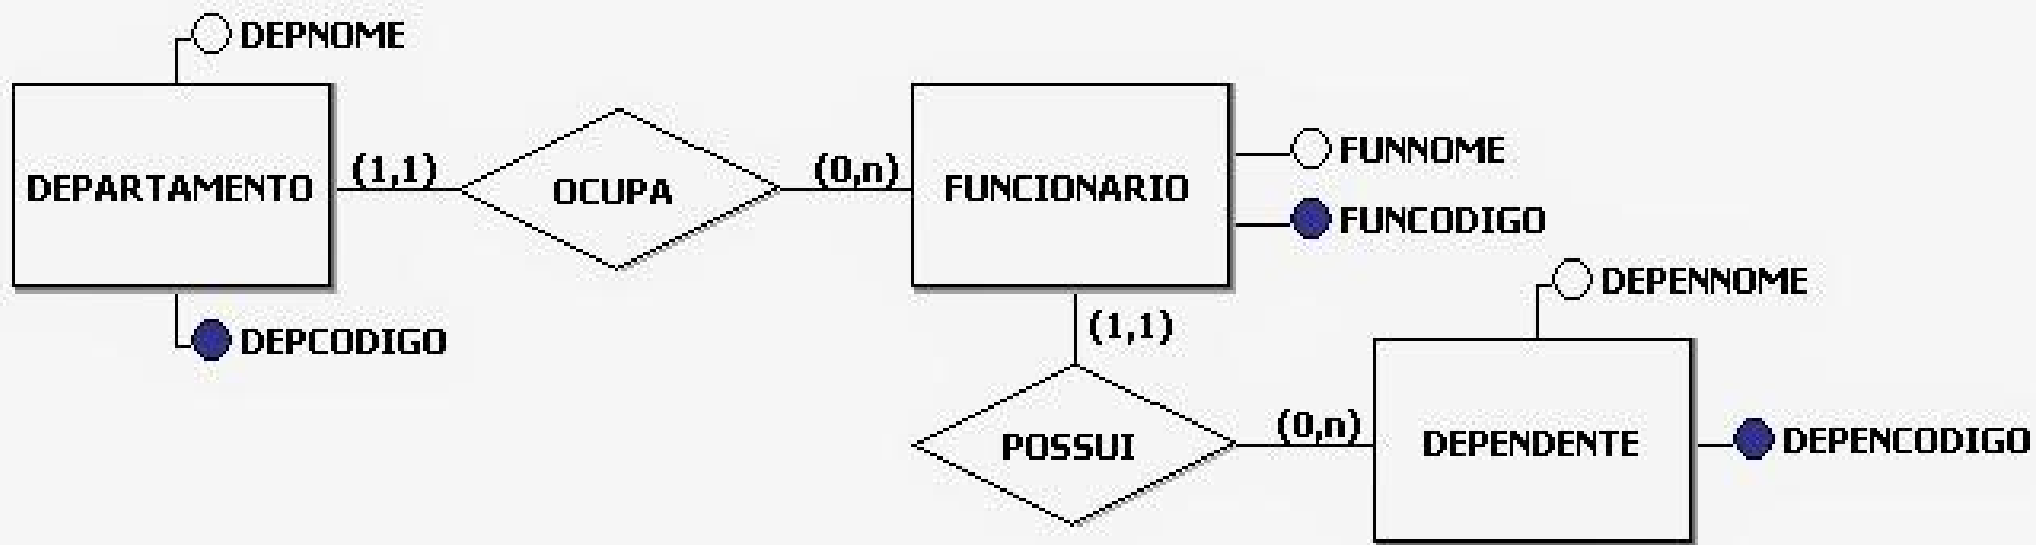 DEPNOME
DEPARTAMENTO
(1,1)
OCUPA
(0,n)
FUNCIONARIO
FUNNOME
FUNCODIGO
DEPCODIGO
(1,1)
DEPENNOME
POSSUI
(0,n)
DEPENDENTE
DEPENCODIGO